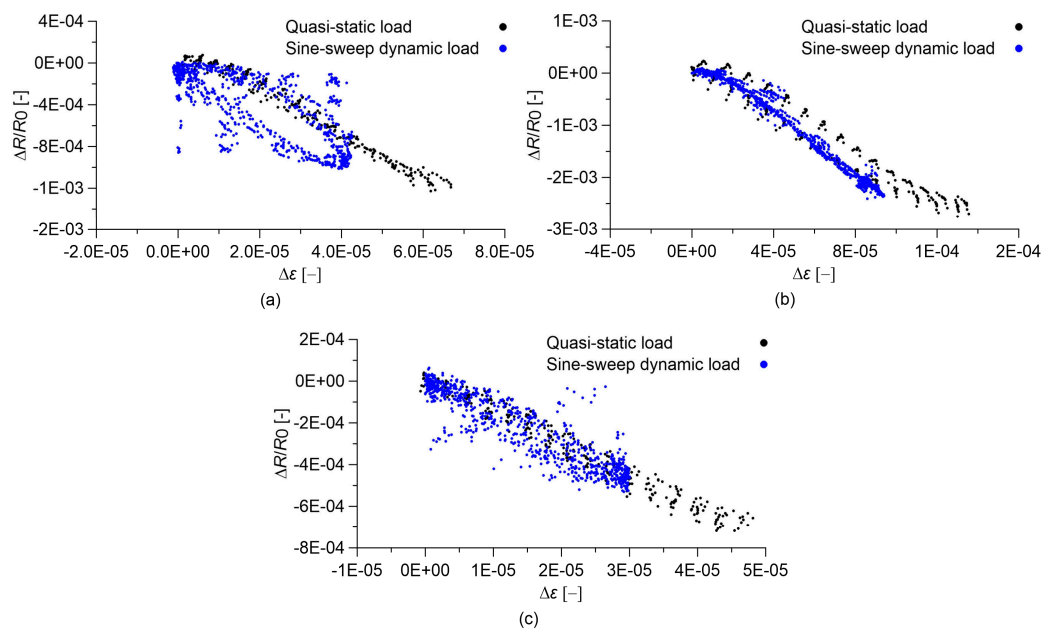 4E-04
0E+00
-4E-04
-8E-04
-1E-03
-2E-03
ΔR/R0 [-]
Quasi-static load
Sine-sweep dynamic load
-2.0E-05
0.0E+00
2.0E-05
4.0E-05
6.0E-05
8.0E-05
Δε [−]
(a)
1E-03
0E+00
-1E-03
-2E-03
-3E-03
ΔR/R0 [-]
Quasi-static load
Sine-sweep dynamic load
-4E-05
0E+00
4E-05
8E-05
1E-04
2E-04
Δε [−]
(b)
2E-04
0E+00
-2E-04
-4E-04
-6E-04
-8E-04
ΔR/R0 [-]
Quasi-static load
Sine-sweep dynamic load
-1E-05
0E+00
1E-05
2E-05
3E-05
4E-05
5E-05
Δε [−]
(c)